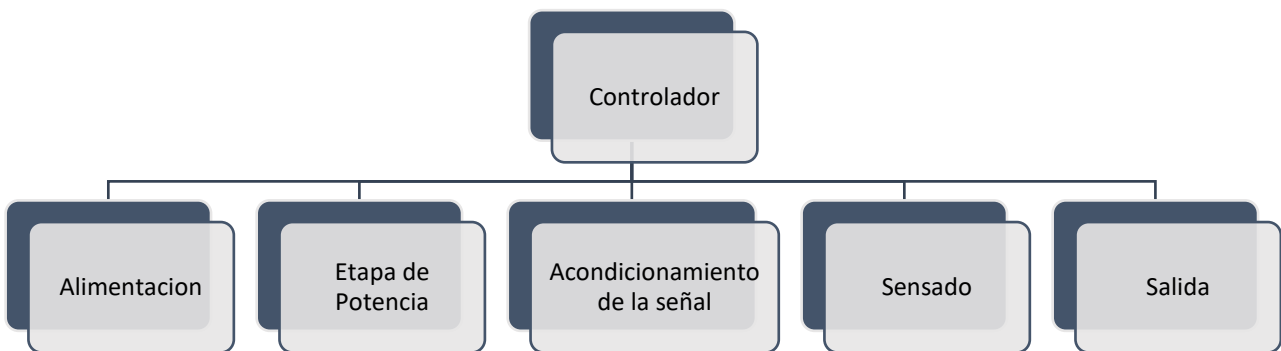 Controlador
Alimentacion
Etapa de
Potencia
Acondicionamiento
de la señal
Sensado
Salida